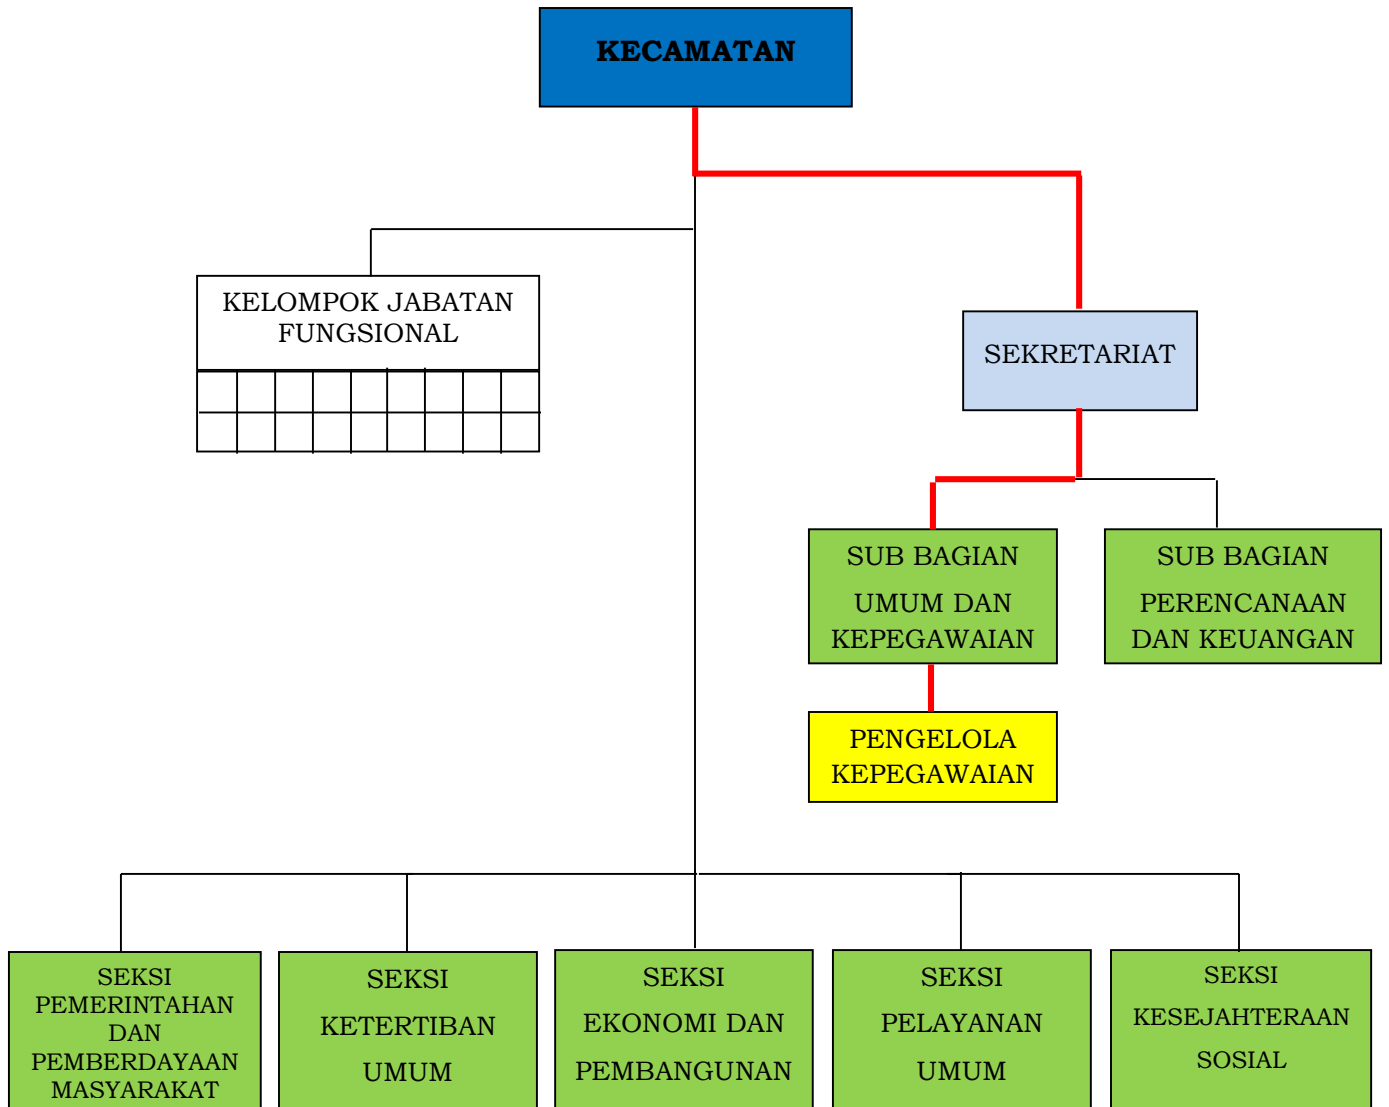 KECAMATAN
KELOMPOK JABATAN
FUNGSIONAL
SEKRETARIAT
SUB BAGIAN
UMUM DAN
KEPEGAWAIAN
SUB BAGIAN
PERENCANAAN
DAN KEUANGAN
PENGELOLA
KEPEGAWAIAN
SEKSI
PEMERINTAHAN
DAN
PEMBERDAYAAN
MASYARAKAT
SEKSI
KETERTIBAN
UMUM
SEKSI
EKONOMI DAN
PEMBANGUNAN
SEKSI
PELAYANAN
UMUM
SEKSI
KESEJAHTERAAN
SOSIAL